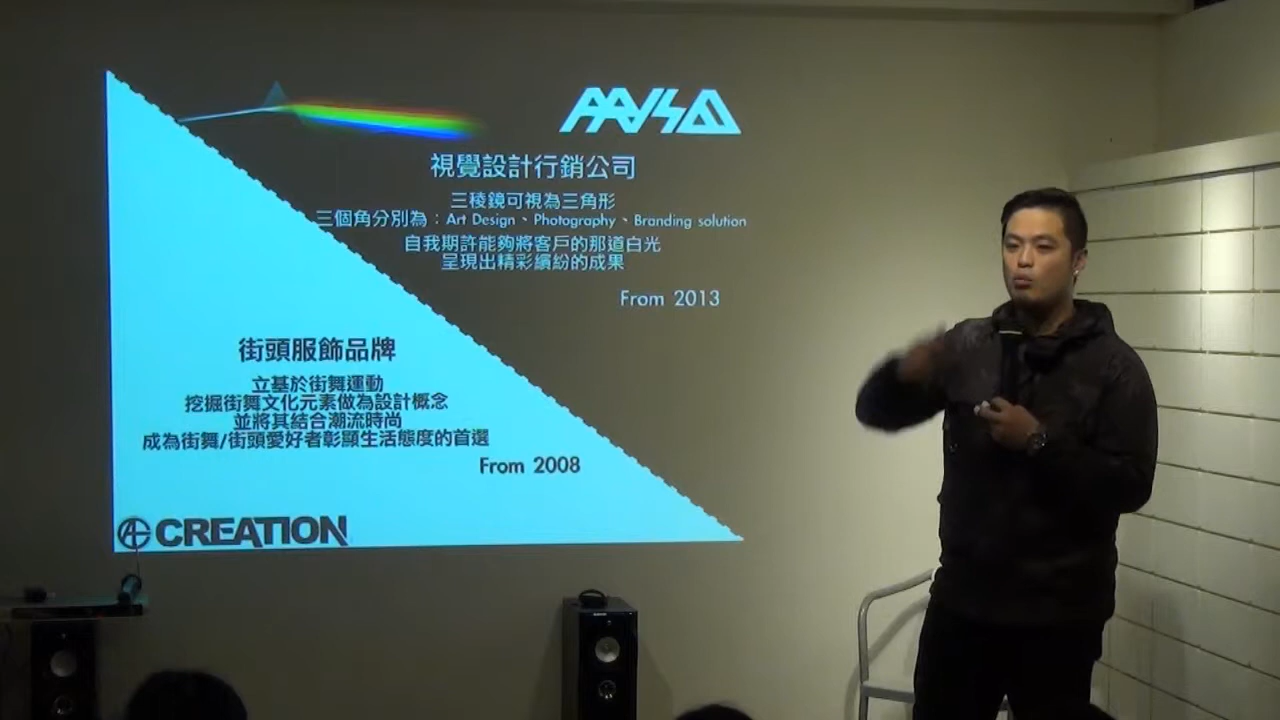 視覺設計行銷公司
三稜鏡可視為三角形
三個角分別為：Art Design、Photography、Branding solution
自我期許能夠將客戶的那道白光
呈現出精彩繽紛的成果
From 2013
街頭服飾品牌
立基於街舞運動
挖掘街舞文化元素做為設計概念
並將其結合潮流時尚
成為街舞/街頭愛好者彰顯生活態度的首選
From 2008
CREATION